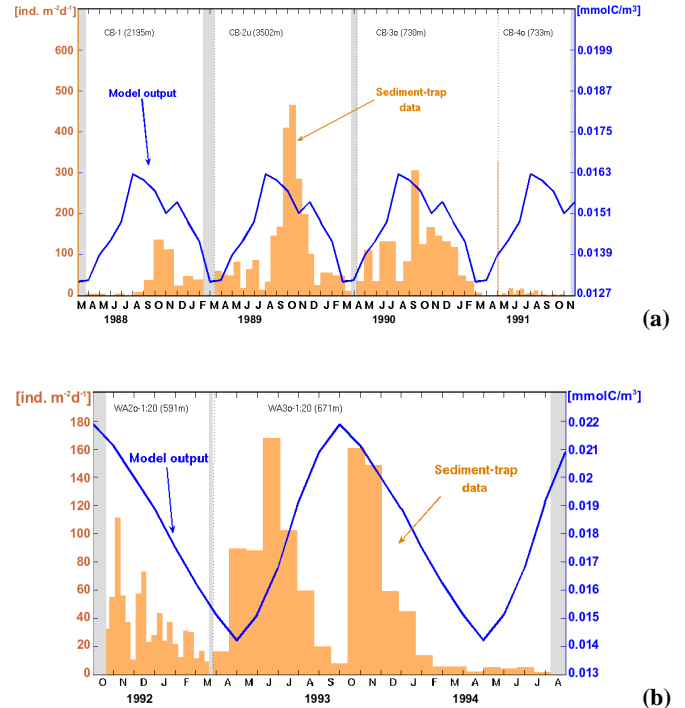 [ind. m⁻²d⁻¹] [mmolC/m³]
CB-1 (2195m) CB-2u (3502m) CB-3o (730m) CB-4o (733m)
600 0.0199
500 0.0187
Model output Sediment-trap data
400 0.0175
300 0.0163
200 0.0151
100 0.0139
0 0.0127
M A M J J A S O N D J F M A M J J A S O N D J F M A M J J A S O N D J F M A M J J A S O N
1988 1989 1990 1991
(a)
[ind. m⁻²d⁻¹] [mmolC/m³]
WA2o-1:20 (591m) WA3o-1:20 (671m)
180 0.022
160 0.021
Model output Sediment-trap data
140 0.02
120 0.019
100 0.018
80 0.017
60 0.016
40 0.015
20 0.014
0 0.013
O N D J F M A M J J A S O N D J F M A M J J A
1992 1993 1994
(b)